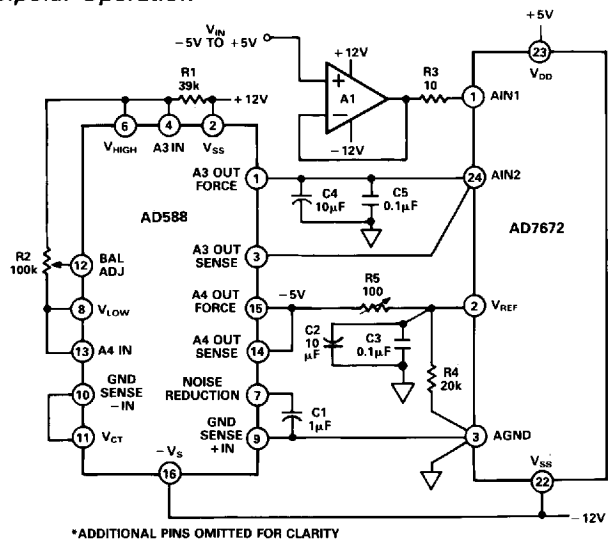 Bipolar Operation
+5V
VIN
−5V TO +5V
+12V
23
VDD
R1
39k
+12V
+
A1
−
R3
10
1
AIN1
−12V
6
4
2
VHIGH
A3 IN
VSS
A3 OUT
FORCE
1
24
AIN2
C4
10µF
C5
0.1µF
AD588
AD7672
A3 OUT
SENSE
3
R2
100k
12
BAL
ADJ
R5
100
A4 OUT
FORCE
15
−5V
2
VREF
8
VLOW
C2
10
µF
C3
0.1µF
A4 OUT
SENSE
14
13
A4 IN
R4
20k
NOISE
REDUCTION
7
10
GND
SENSE
−IN
C1
1µF
GND
SENSE
+IN
9
3
AGND
11
VCT
−VS
16
VSS
22
−12V
*ADDITIONAL PINS OMITTED FOR CLARITY